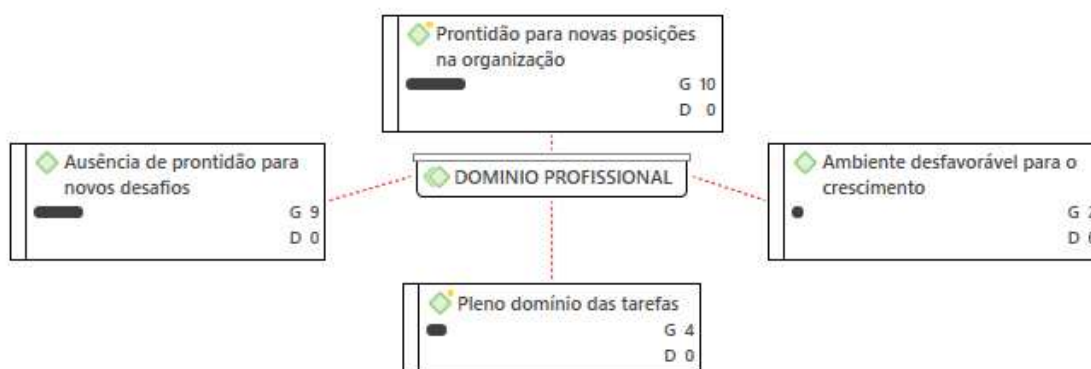 Prontidão para novas posições
na organização
G 10
D 0
Ausência de prontidão para
novos desafios
G 9
D 0
DOMINIO PROFISSIONAL
Ambiente desfavorável para o
crescimento
G 2
D
Pleno domínio das tarefas
G 4
D 0